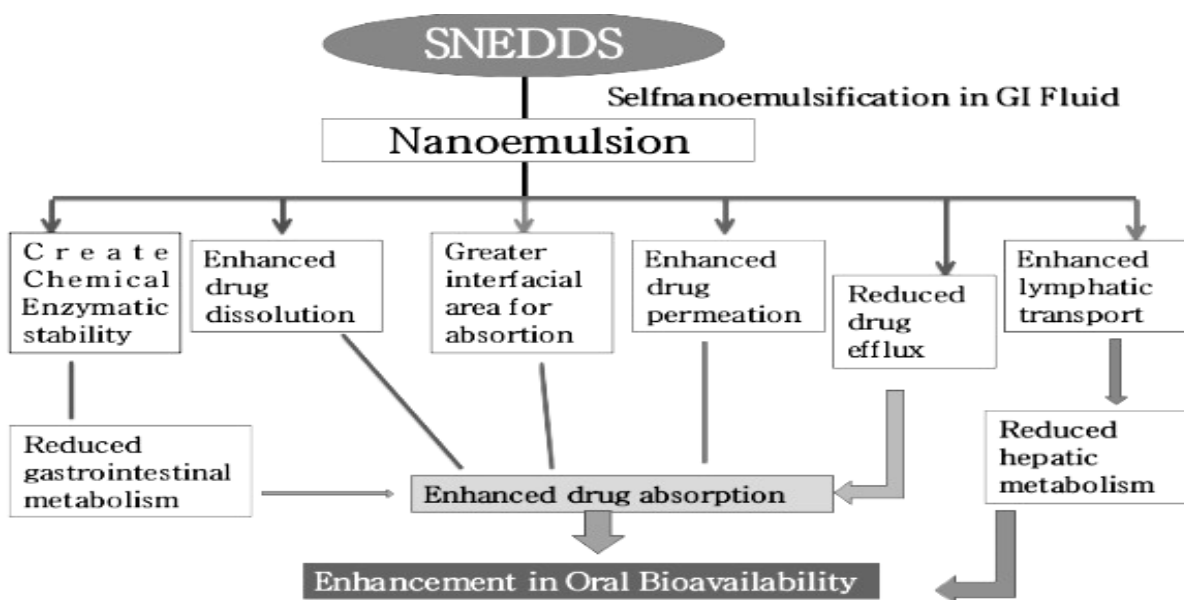 SNEDDS
Selfnanoemulsification in GI Fluid
Nanoemulsion
Create
Chemical
Enzymatic
stability
Enhanced
drug
dissolution
Greater
interfacial
area for
absortion
Enhanced
drug
permeation
Reduced
drug
efflux
Enhanced
lymphatic
transport
Reduced
gastrointestinal
metabolism
Reduced
hepatic
metabolism
Enhanced drug absorption
Enhancement in Oral Bioavailability